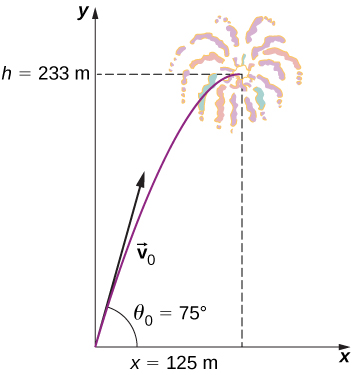 y
h = 233 m
v⃗₀
θ₀ = 75°
x
x = 125 m